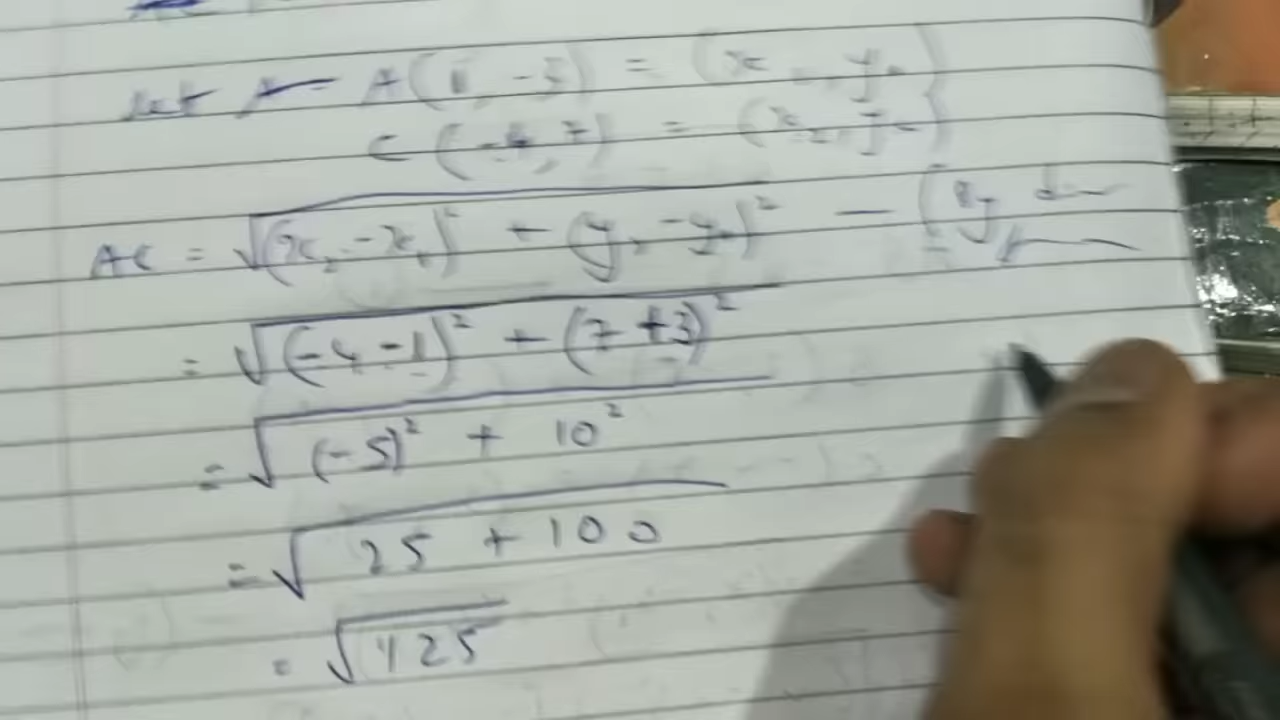 let A(1, -3) = (x₁, y₁)
C (-4, 7) = (x₂, y₂)
AC = √(x₂ - x₁)² + (y₂ - y₁)² — (By
= √(-4 - 1)² + (7 + 3)²
= √(-5)² + 10²
= √25 + 100
= √125